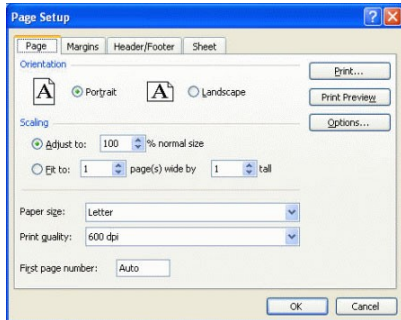 Page Setup
Page Margins Header/Footer Sheet
Orientation
A Portrait A Landscape
Print...
Print Preview
Options...
Scaling
Adjust to: 100 % normal size
Fit to: 1 page(s) wide by 1 tall
Paper size: Letter
Print quality: 600 dpi
First page number: Auto
OK Cancel